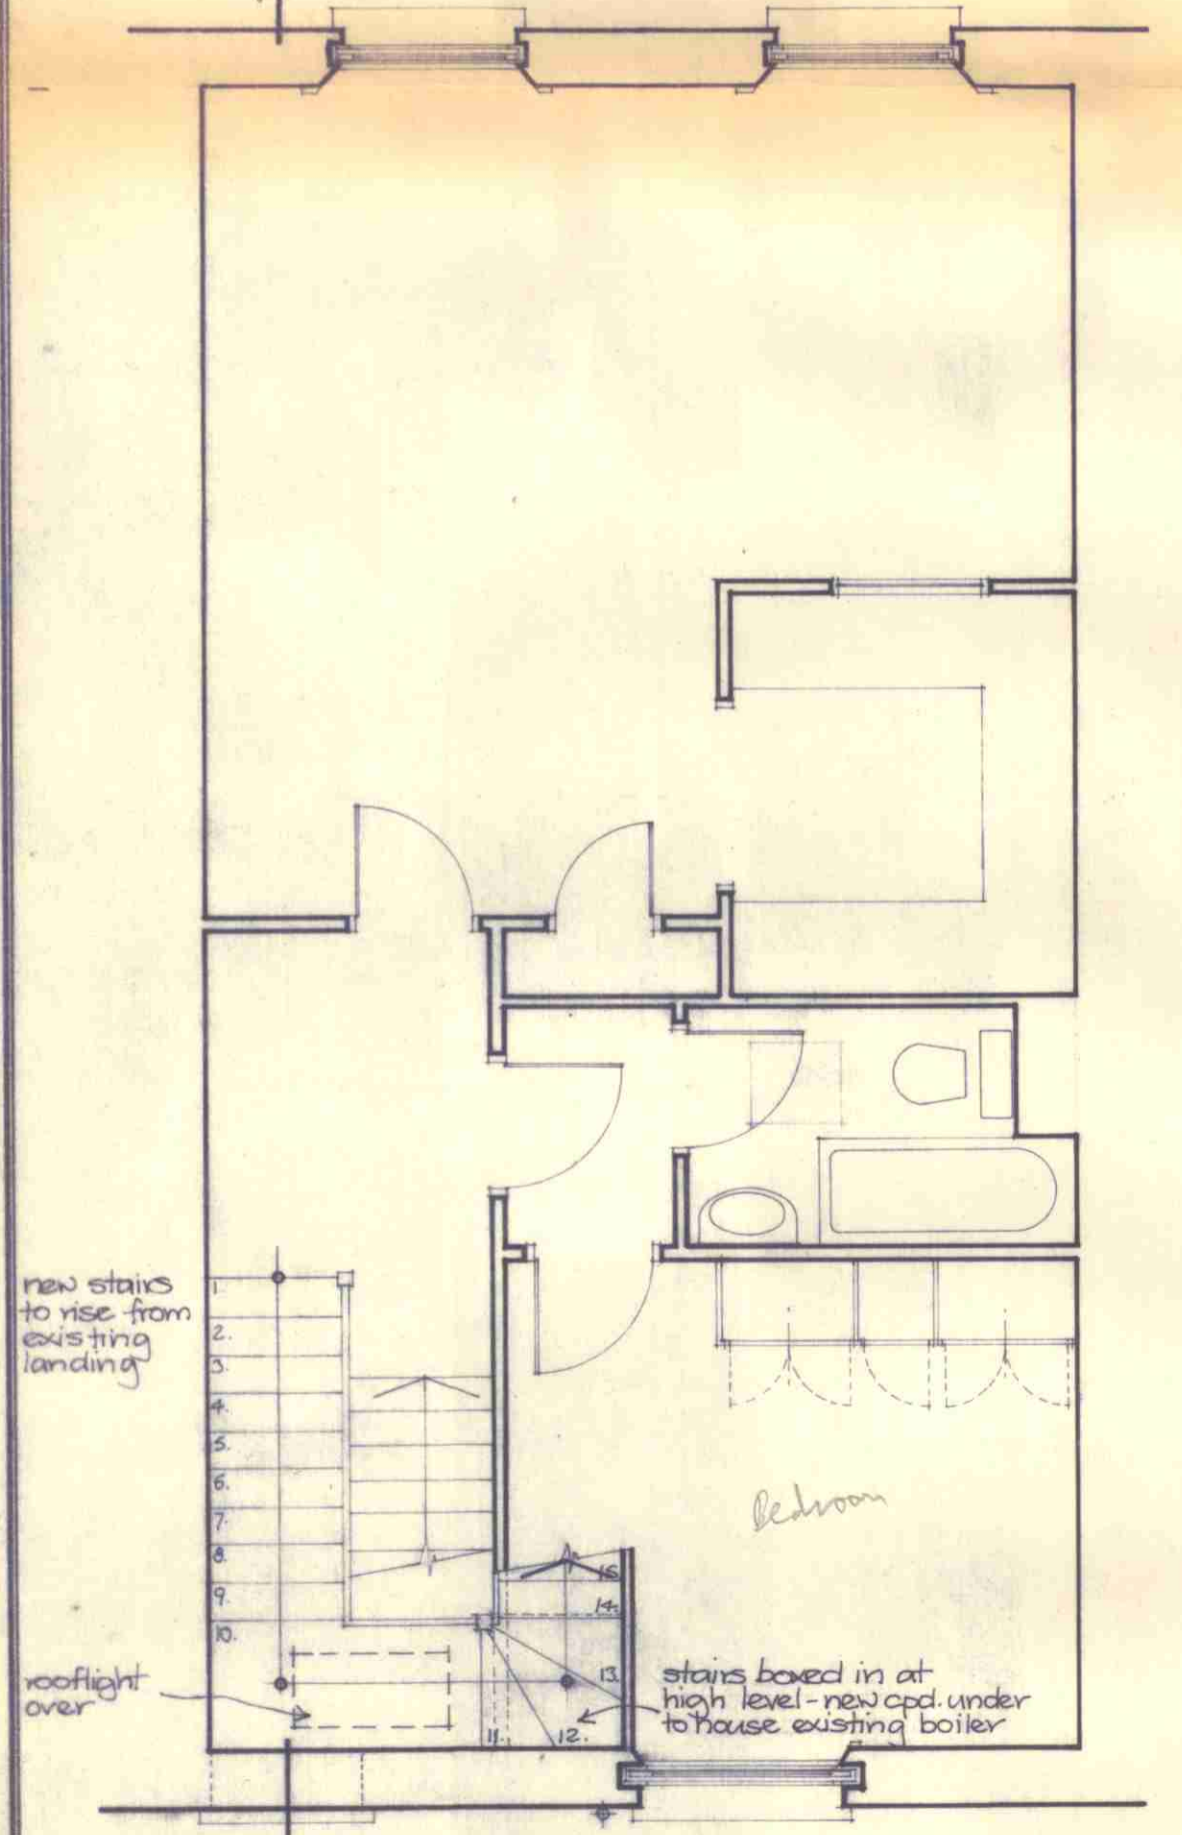 new stairs
to rise from
existing
landing
1.
2.
3.
4.
5.
6.
7.
8.
9.
10.
Bedroom
15.
14.
13.
11.
12.
rooflight
over
stairs boxed in at
high level - new cpd. under
to house existing boiler